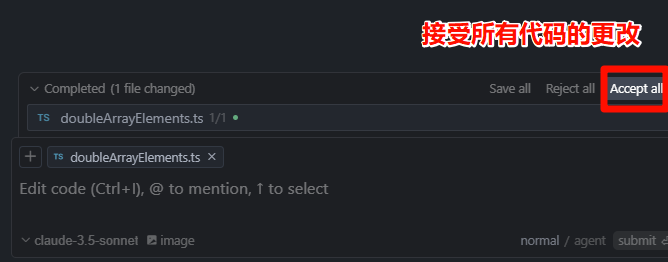 接受所有代码的更改
Completed (1 file changed) Save all Reject all Accept all
TS doubleArrayElements.ts 1/1
+ TS doubleArrayElements.ts ×
Edit code (Ctrl+I), @ to mention, ↑ to select
claude-3.5-sonnet image normal / agent submit